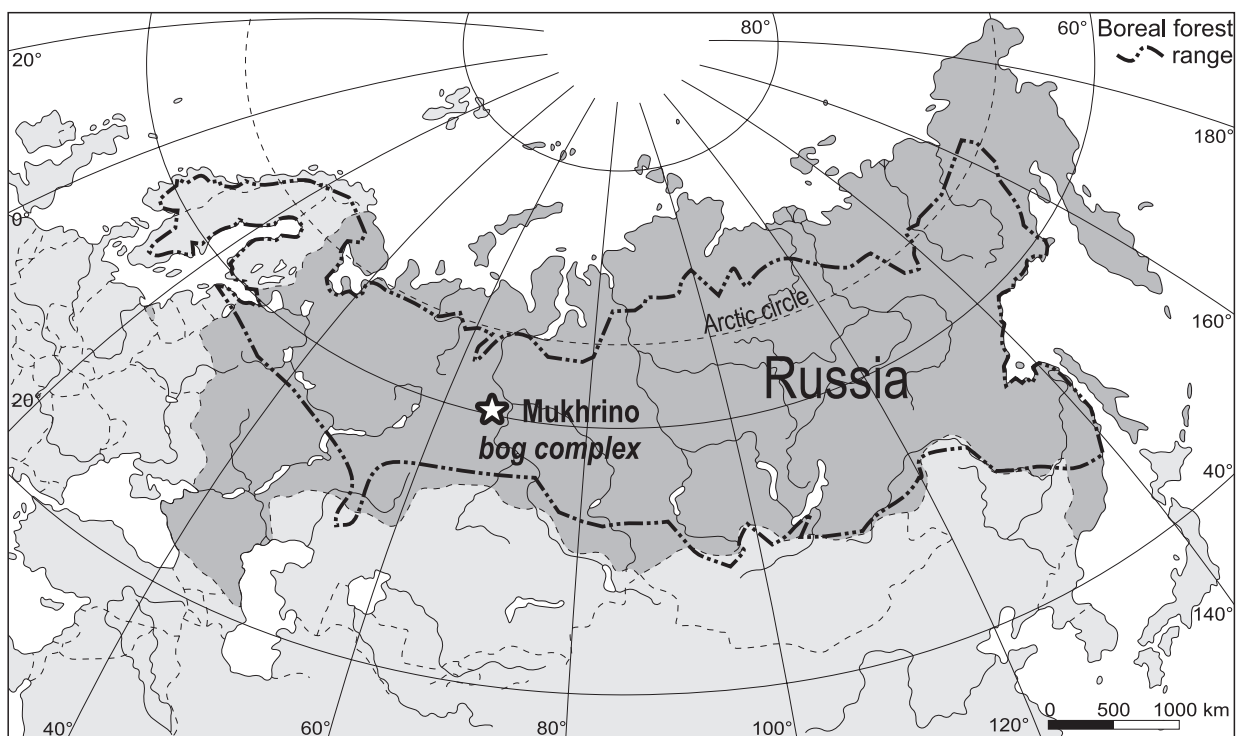 80°
60°
Boreal forest
range
20°
180°
0°
Arctic circle
160°
Russia
20°
Mukhrino
bog complex
40°
140°
40°
60°
80°
100°
120°
0 500 1000 km